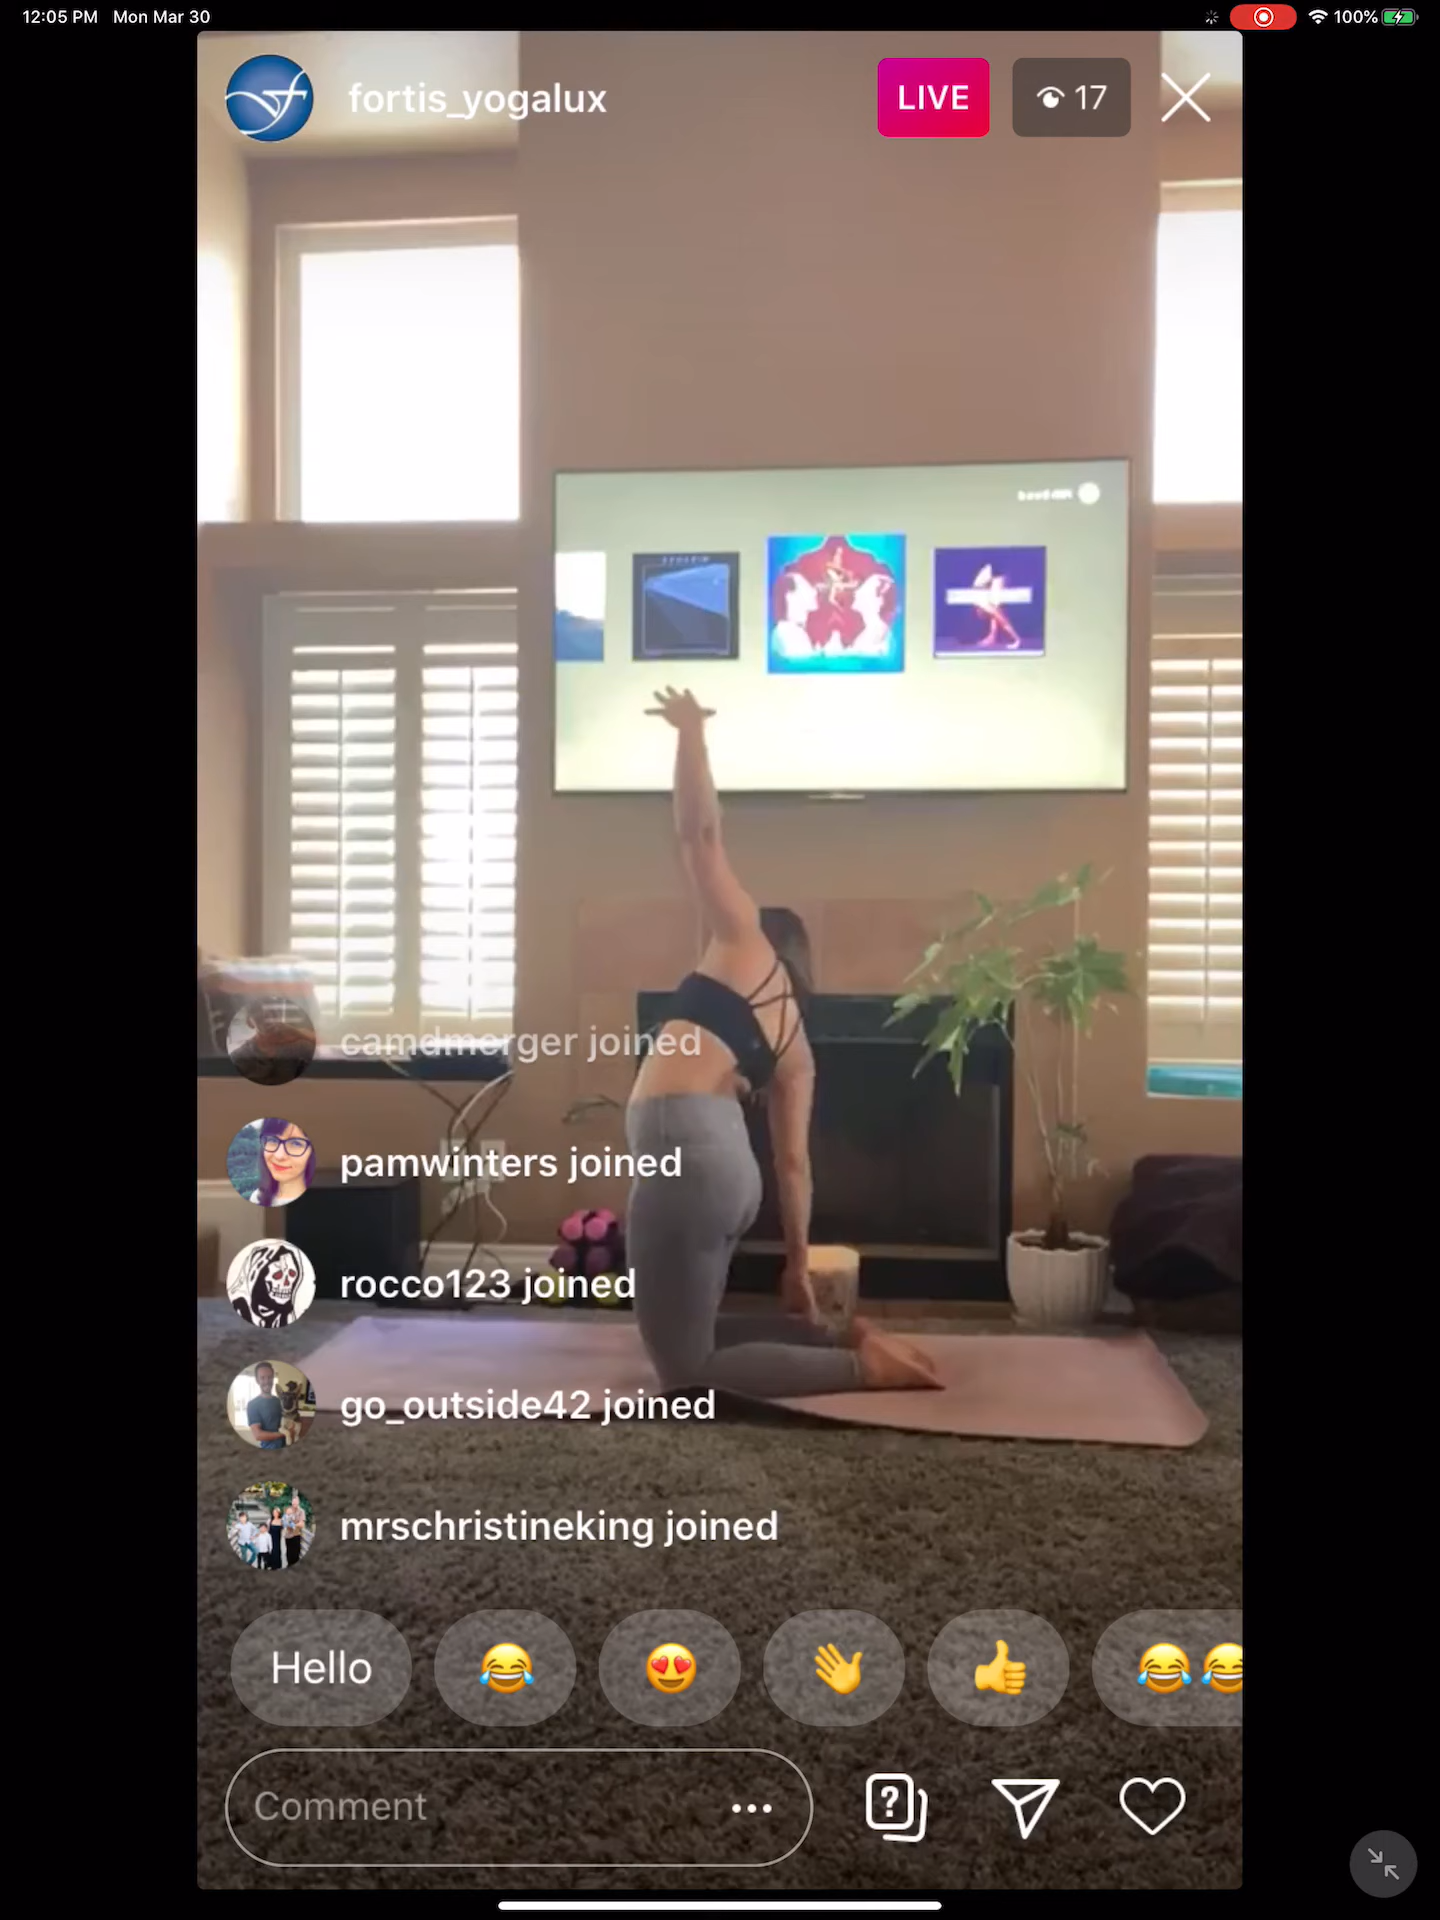 12:05 PM Mon Mar 30
100%
fortis_yogalux
LIVE
17
camdmerger joined
pamwinters joined
rocco123 joined
go_outside42 joined
mrschristineking joined
Hello
Comment